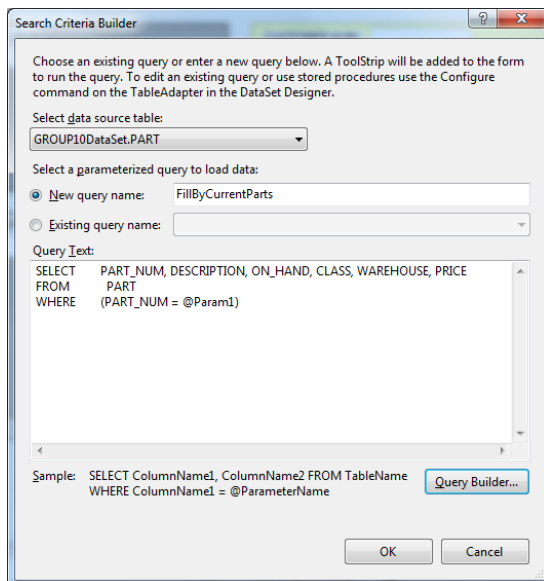 Search Criteria Builder
?
Choose an existing query or enter a new query below. A ToolStrip will be added to the form
to run the query. To edit an existing query or use stored procedures use the Configure
command on the TableAdapter in the DataSet Designer.
Select data source table:
GROUP10DataSet.PART
Select a parameterized query to load data:
New query name: FillByCurrentParts
Existing query name:
Query Text:
SELECT PART_NUM, DESCRIPTION, ON_HAND, CLASS, WAREHOUSE, PRICE
FROM PART
WHERE (PART_NUM = @Param1)
Sample: SELECT ColumnName1, ColumnName2 FROM TableName
WHERE ColumnName1 = @ParameterName
Query Builder...
OK Cancel